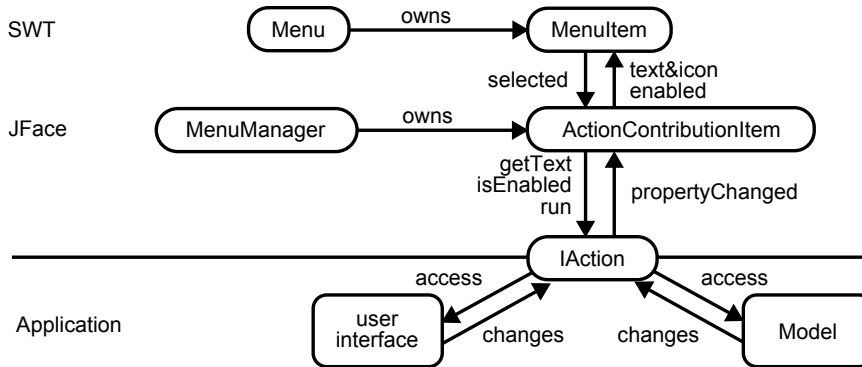 SWT
Menu
owns
MenuItem
selected
text&icon
enabled
JFace
MenuManager
owns
ActionContributionItem
getText
isEnabled
run
propertyChanged
IAction
access
access
Application
user
interface
changes
changes
Model